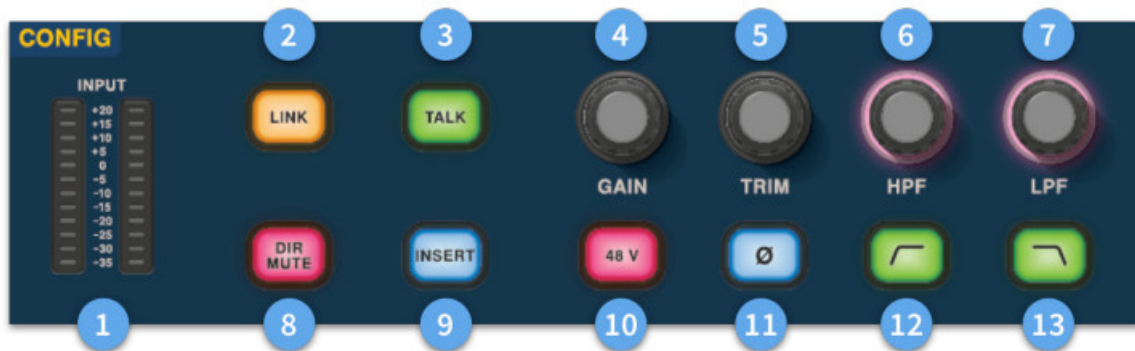 CONFIG
2
3
4
5
6
7
INPUT
+20
+15
+10
+5
0
-5
-10
-15
-20
-25
-30
-35
LINK
TALK
GAIN
TRIM
HPF
LPF
DIR
MUTE
INSERT
48 V
Ø
1
8
9
10
11
12
13